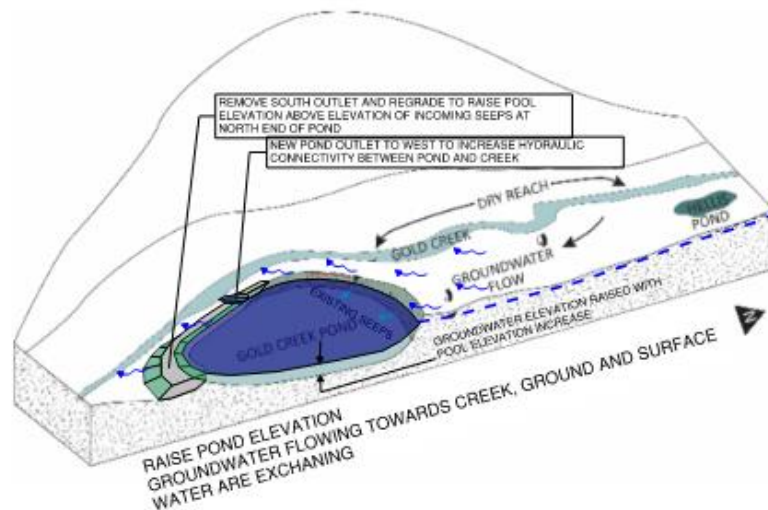 REMOVE SOUTH OUTLET AND REGRADE TO RAISE POOL
ELEVATION ABOVE ELEVATION OF INCOMING SEEPS AT
NORTH END OF POND
NEW POND OUTLET TO WEST TO INCREASE HYDRAULIC
CONNECTIVITY BETWEEN POND AND CREEK
DRY REACH
HELI'S
POND
GOLD CREEK
GROUNDWATER
FLOW
EXISTING SEEPS
GOLD CREEK POND
GROUNDWATER ELEVATION RAISED WITH
POOL ELEVATION INCREASE
N
RAISE POND ELEVATION
GROUNDWATER FLOWING TOWARDS CREEK, GROUND AND SURFACE
WATER ARE EXCHANING